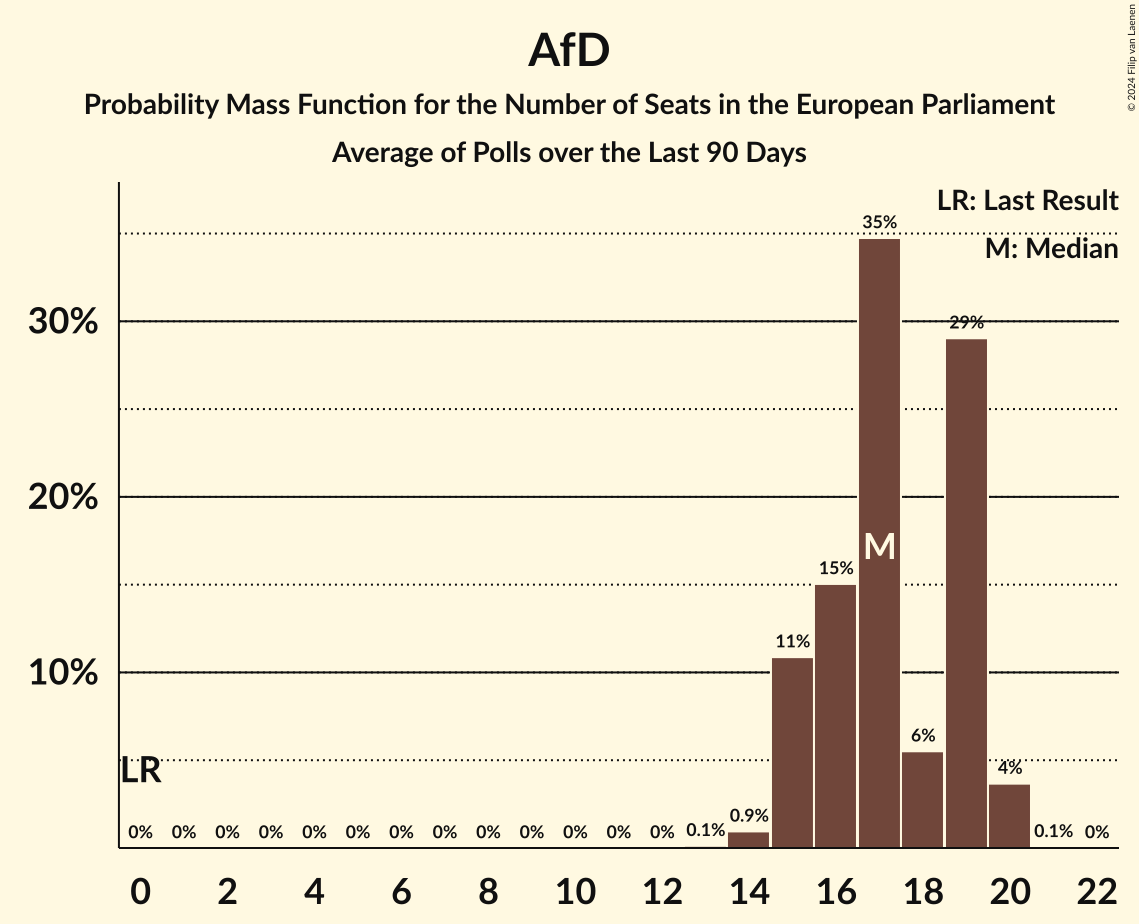 AfD
Probability Mass Function for the Number of Seats in the European Parliament
Average of Polls over the Last 90 Days
© 2024 Filip van Laenen
LR: Last Result
M: Median
35%
30%
29%
20%
M
15%
11%
10%
6%
LR
4%
0% 0% 0% 0% 0% 0% 0% 0% 0% 0% 0% 0% 0% 0.1% 0.9% 0.1% 0%
0 2 4 6 8 10 12 14 16 18 20 22